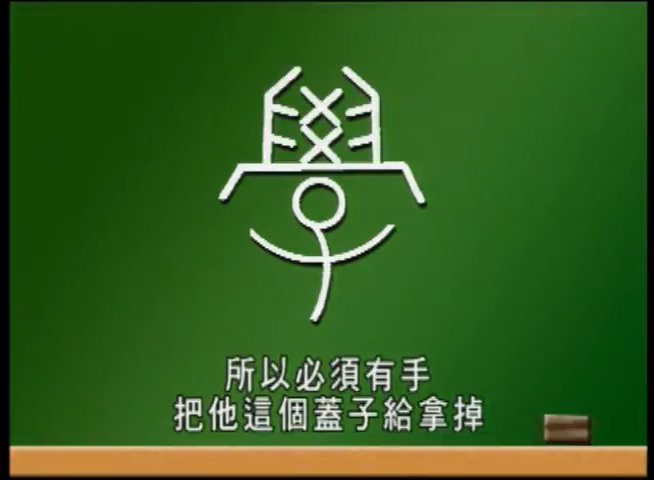 學
所以必須有手
把他這個蓋子給拿掉